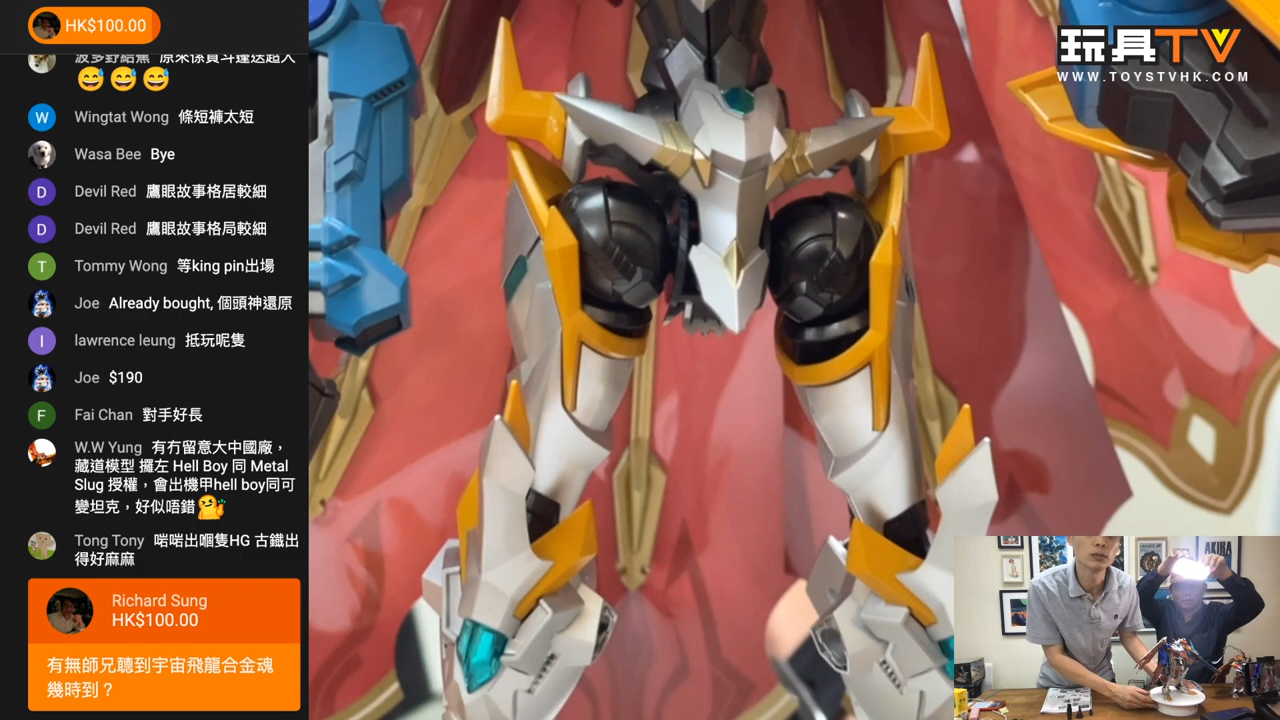 HK$100.00
波多野結焦 原來係買斗篷送超人
😅😅😅
Wingtat Wong 條短褲太短
Wasa Bee Bye
Devil Red 鷹眼故事格居較細
Devil Red 鷹眼故事格局較細
Tommy Wong 等king pin出場
Joe Already bought, 個頭神還原
lawrence leung 抵玩呢隻
Joe $190
Fai Chan 對手好長
W.W Yung 有冇留意大中國廠，
藏道模型 攞左 Hell Boy 同 Metal
Slug 授權，會出機甲hell boy同可
變坦克，好似唔錯
Tong Tony 啱啱出嗰隻HG 古鐵出
得好麻麻
Richard Sung
HK$100.00
有無師兄聽到宇宙飛龍合金魂
幾時到？
玩具TV
WWW.TOYSTVHK.COM
AKIRA